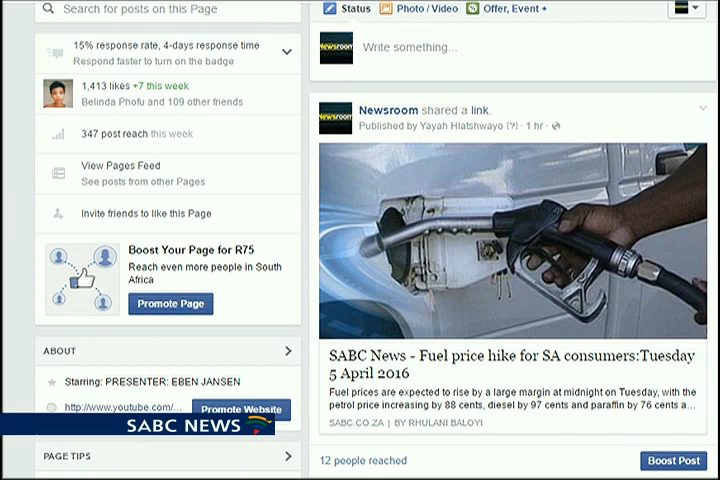 Search for posts on this Page
15% response rate, 4-days response time
Respond faster to turn on the badge
1,413 likes +7 this week
Belinda Phofu and 109 other friends
347 post reach this week
View Pages Feed
See posts from other Pages
Invite friends to like this Page
Boost Your Page for R75
Reach even more people in South
Africa
Promote Page
ABOUT
Starring: PRESENTER: EBEN JANSEN
http://www.youtube.com/...
Promote Website
SABC NEWS
PAGE TIPS
Status
Photo / Video
Offer, Event +
Newsroom
Write something...
Newsroom
Newsroom shared a link.
Published by Yayah Hlatshwayo [?] · 1 hr ·
SABC News - Fuel price hike for SA consumers:Tuesday
5 April 2016
Fuel prices are expected to rise by a large margin at midnight on Tuesday, with the
petrol price increasing by 88 cents, diesel by 97 cents and paraffin by 76 cents a...
SABC.CO.ZA | BY RHULANI BALOYI
12 people reached
Boost Post